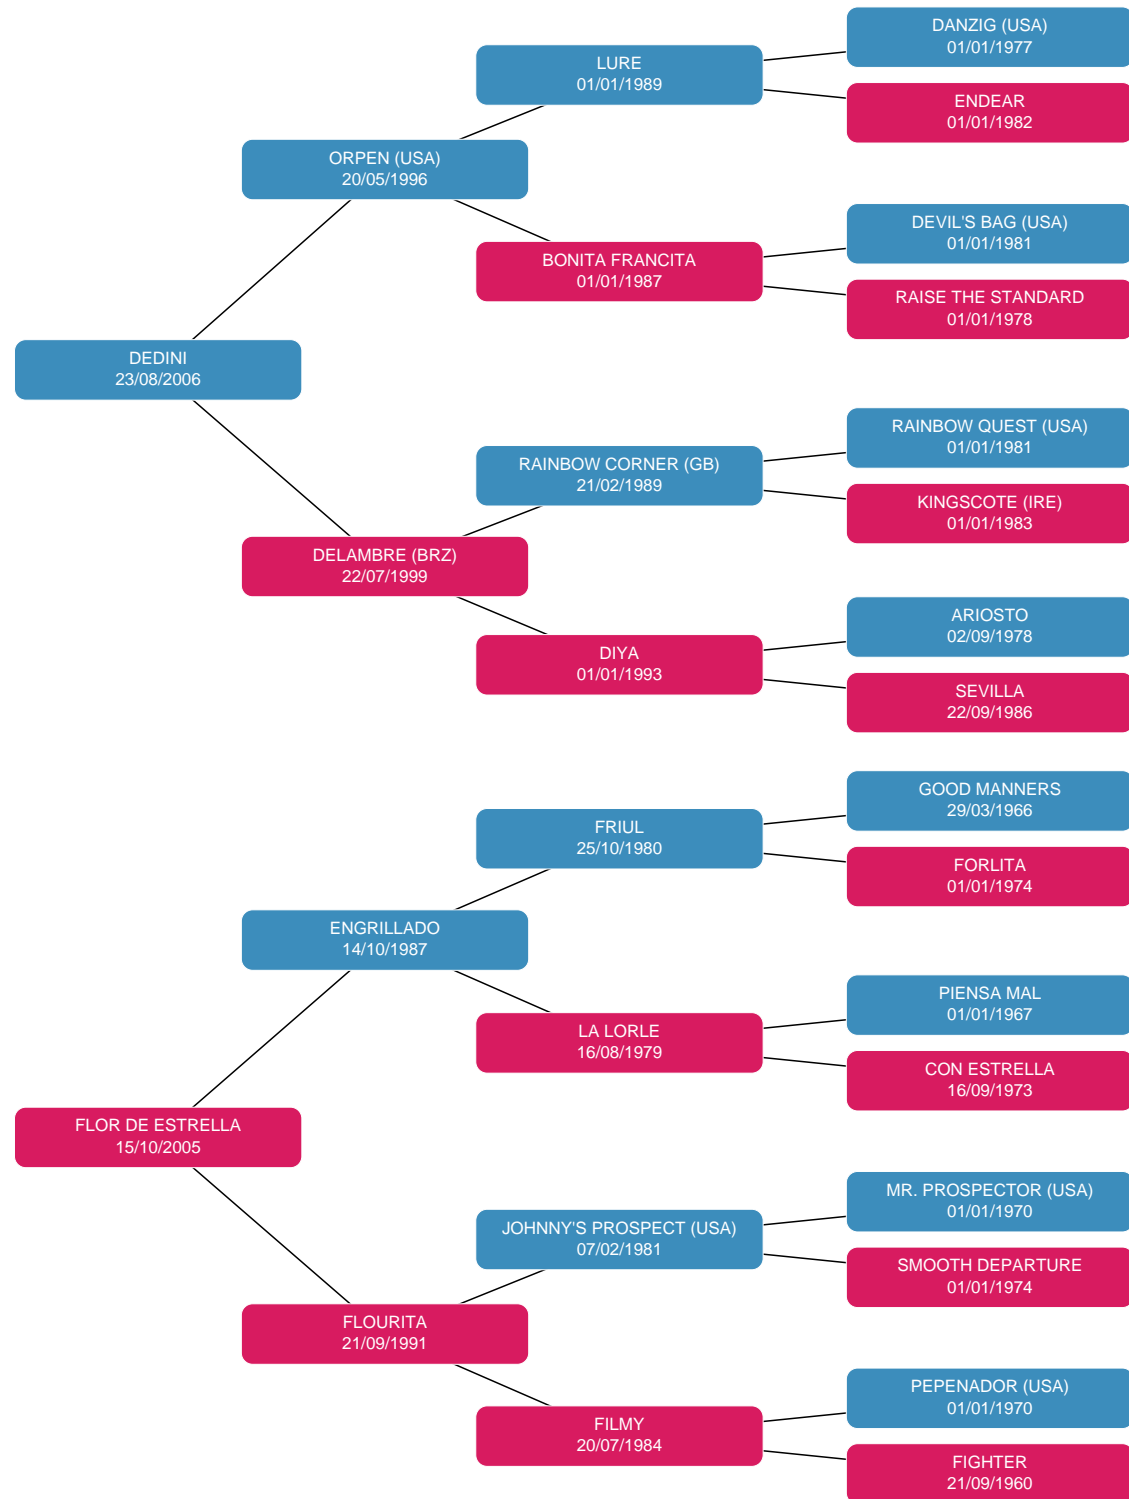 DANZIG (USA)
01/01/1977
LURE
01/01/1989
ENDEAR
01/01/1982
ORPEN (USA)
20/05/1996
DEVIL'S BAG (USA)
01/01/1981
BONITA FRANCITA
01/01/1987
RAISE THE STANDARD
01/01/1978
DEDINI
23/08/2006
RAINBOW QUEST (USA)
01/01/1981
RAINBOW CORNER (GB)
21/02/1989
KINGSCOTE (IRE)
01/01/1983
DELAMBRE (BRZ)
22/07/1999
ARIOSTO
02/09/1978
DIYA
01/01/1993
SEVILLA
22/09/1986
GOOD MANNERS
29/03/1966
FRIUL
25/10/1980
FORLITA
01/01/1974
ENGRILLADO
14/10/1987
PIENSA MAL
01/01/1967
LA LORLE
16/08/1979
CON ESTRELLA
16/09/1973
FLOR DE ESTRELLA
15/10/2005
MR. PROSPECTOR (USA)
01/01/1970
JOHNNY'S PROSPECT (USA)
07/02/1981
SMOOTH DEPARTURE
01/01/1974
FLOURITA
21/09/1991
PEPENADOR (USA)
01/01/1970
FILMY
20/07/1984
FIGHTER
21/09/1960